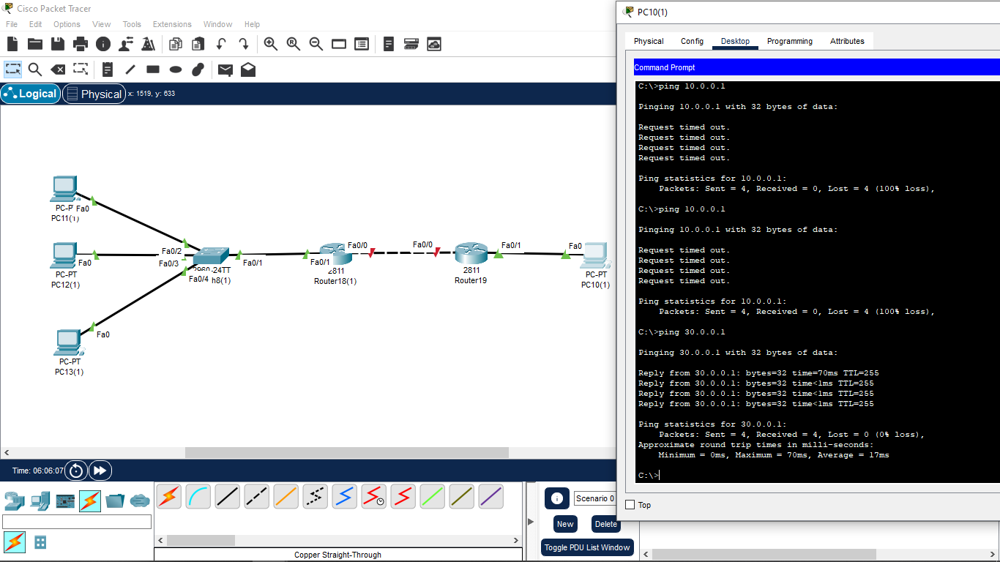 Cisco Packet Tracer
File Edit Options View Tools Extensions Window Help
Logical Physical x: 1519, y: 633
Fa0
PC11(1)
Fa0/2
Fa0
Fa0/3
PC-PT
PC12(1)
Fa0/1
Fa0/4
h8(1)
Fa0
PC-PT
PC13(1)
Fa0/0
Fa0/1
2811
Router18(1)
Fa0/0
Fa0/1
2811
Router19
Fa0
PC-PT
PC10(1)
Time: 06:06:07
Scenario 0
New Delete
Toggle PDU List Window
Copper Straight-Through
PC10(1)
Physical Config Desktop Programming Attributes
Command Prompt
C:\>ping 10.0.0.1
Pinging 10.0.0.1 with 32 bytes of data:
Request timed out.
Request timed out.
Request timed out.
Request timed out.
Ping statistics for 10.0.0.1:
Packets: Sent = 4, Received = 0, Lost = 4 (100% loss),
C:\>ping 10.0.0.1
Pinging 10.0.0.1 with 32 bytes of data:
Request timed out.
Request timed out.
Request timed out.
Request timed out.
Ping statistics for 10.0.0.1:
Packets: Sent = 4, Received = 0, Lost = 4 (100% loss),
C:\>ping 30.0.0.1
Pinging 30.0.0.1 with 32 bytes of data:
Reply from 30.0.0.1: bytes=32 time=70ms TTL=255
Reply from 30.0.0.1: bytes=32 time<1ms TTL=255
Reply from 30.0.0.1: bytes=32 time<1ms TTL=255
Reply from 30.0.0.1: bytes=32 time<1ms TTL=255
Ping statistics for 30.0.0.1:
Packets: Sent = 4, Received = 4, Lost = 0 (0% loss),
Approximate round trip times in milli-seconds:
Minimum = 0ms, Maximum = 70ms, Average = 17ms
C:\>
Top